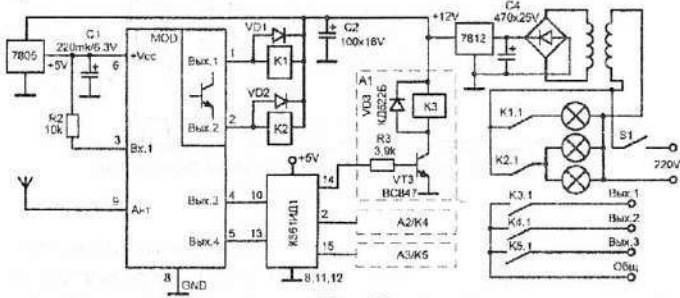 C1
220mk/6.3V
7805
+5V
+Vcc
6
MOD
Вых.1
1
VD1
K1
C2
100x16V
+12V
7812
C4
470x25V
R2
10k
3
Вх.1
Вых.2
2
VD2
K2
A1
VD3
КД522Б
K3
R3
3,9k
VT3
BC847
+5V
14
K1.1
K2.1
S1
220V
9
Ант
Вых.3
4
10
К561ИД1
2
A2/K4
Вых.4
5
13
15
A3/K5
8
GND
8,11,12
K3.1
Вых.1
K4.1
Вых.2
K5.1
Вых.3
Общ